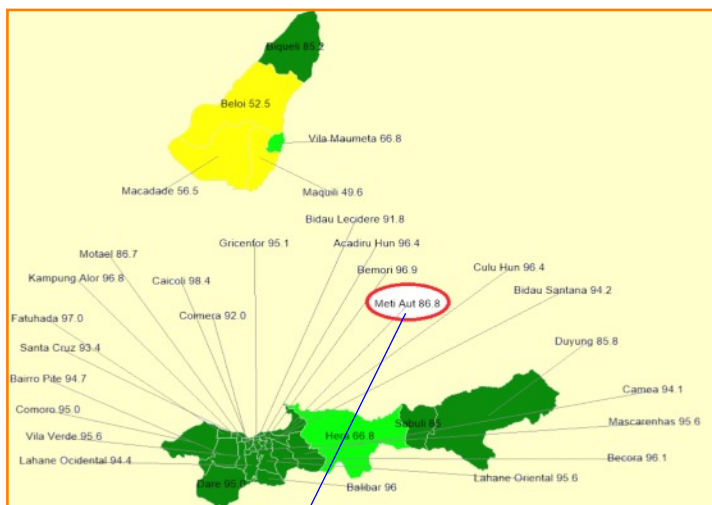 Biqueli 85.2
Beloi 52.5
Vila Maumeta 66.8
Macadade 56.5
Maquili 49.6
Bidau Lecidere 91.8
Gricenfor 95.1
Acadiru Hun 96.4
Motael 86.7
Bemori 96.9
Culu Hun 96.4
Kampung Alor 96.8
Caicoli 98.4
Bidau Santana 94.2
Meti Aut 86.8
Fatuhada 97.0
Coimera 92.0
Santa Cruz 93.4
Duyung 85.8
Bairro Pite 94.7
Camea 94.1
Comoro 95.0
Sabuli 85
Mascarenhas 95.6
Vila Verde 95.6
Hera 66.8
Becora 96.1
Lahane Ocidental 94.4
Lahane Oriental 95.6
Dare 95.0
Balibar 96